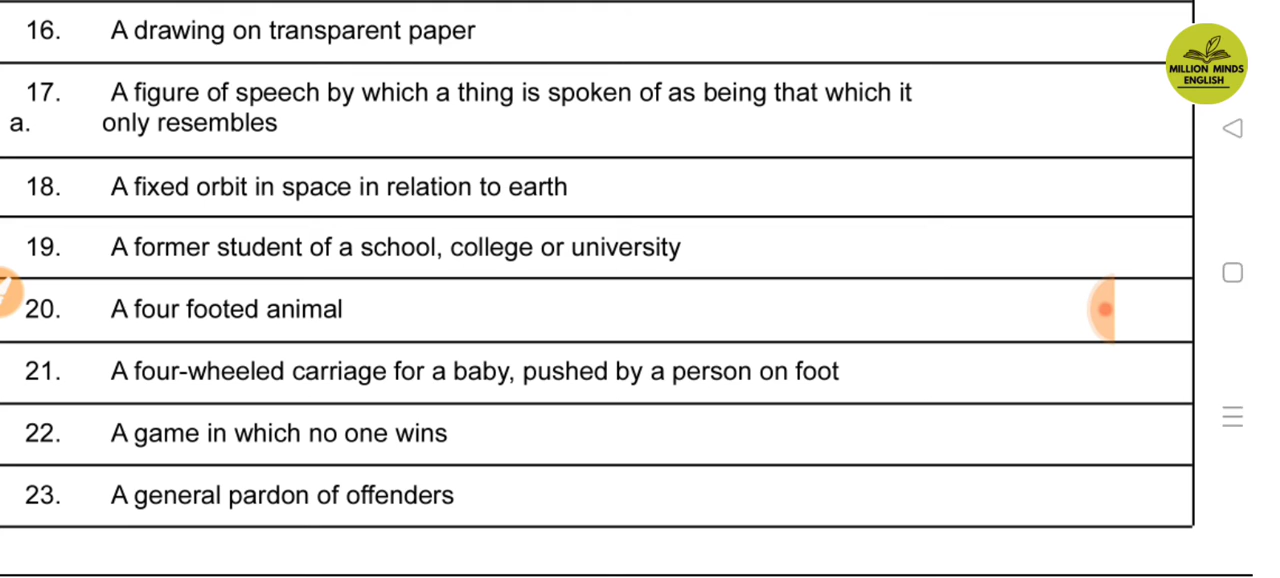 16. A drawing on transparent paper
MILLION MINDS
ENGLISH
17. A figure of speech by which a thing is spoken of as being that which it
a. only resembles
18. A fixed orbit in space in relation to earth
19. A former student of a school, college or university
20. A four footed animal
21. A four-wheeled carriage for a baby, pushed by a person on foot
22. A game in which no one wins
23. A general pardon of offenders